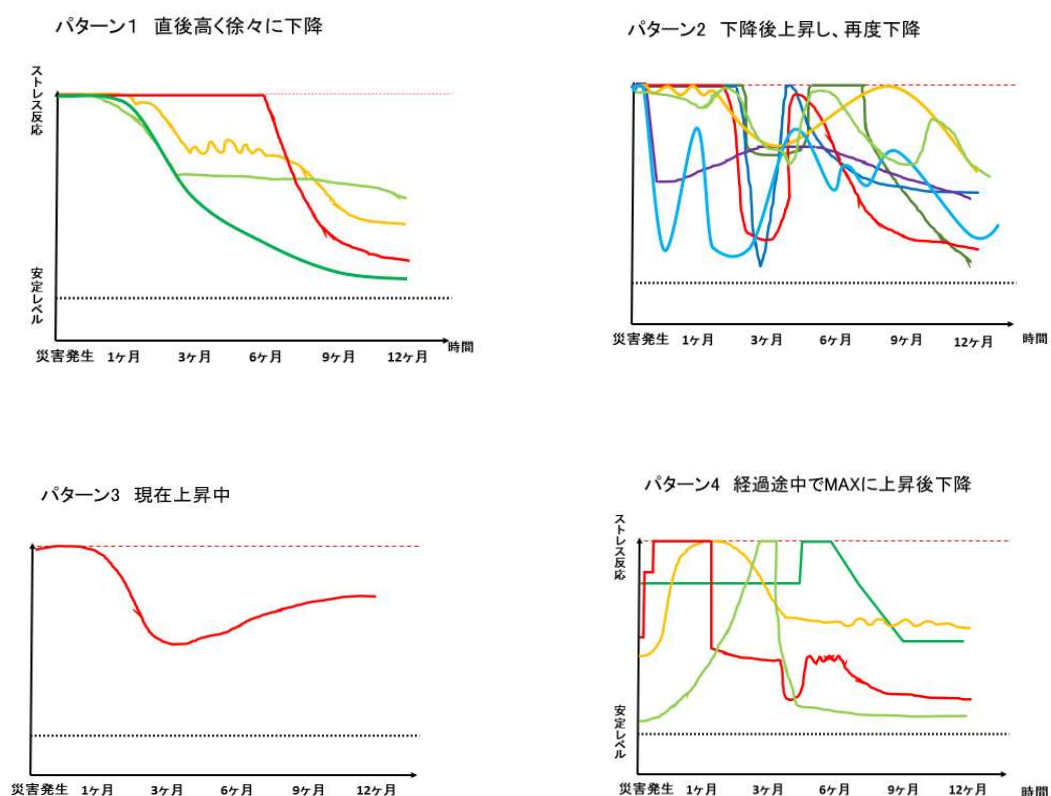 パターン1 直後高く徐々に下降
ストレス反応
安定レベル
災害発生 1ヶ月 3ヶ月 6ヶ月 9ヶ月 12ヶ月 時間
パターン2 下降後上昇し、再度下降
災害発生 1ヶ月 3ヶ月 6ヶ月 9ヶ月 12ヶ月 時間
パターン3 現在上昇中
災害発生 1ヶ月 3ヶ月 6ヶ月 9ヶ月 12ヶ月
パターン4 経過途中でMAXに上昇後下降
ストレス反応
安定レベル
災害発生 1ヶ月 3ヶ月 6ヶ月 9ヶ月 12ヶ月 時間